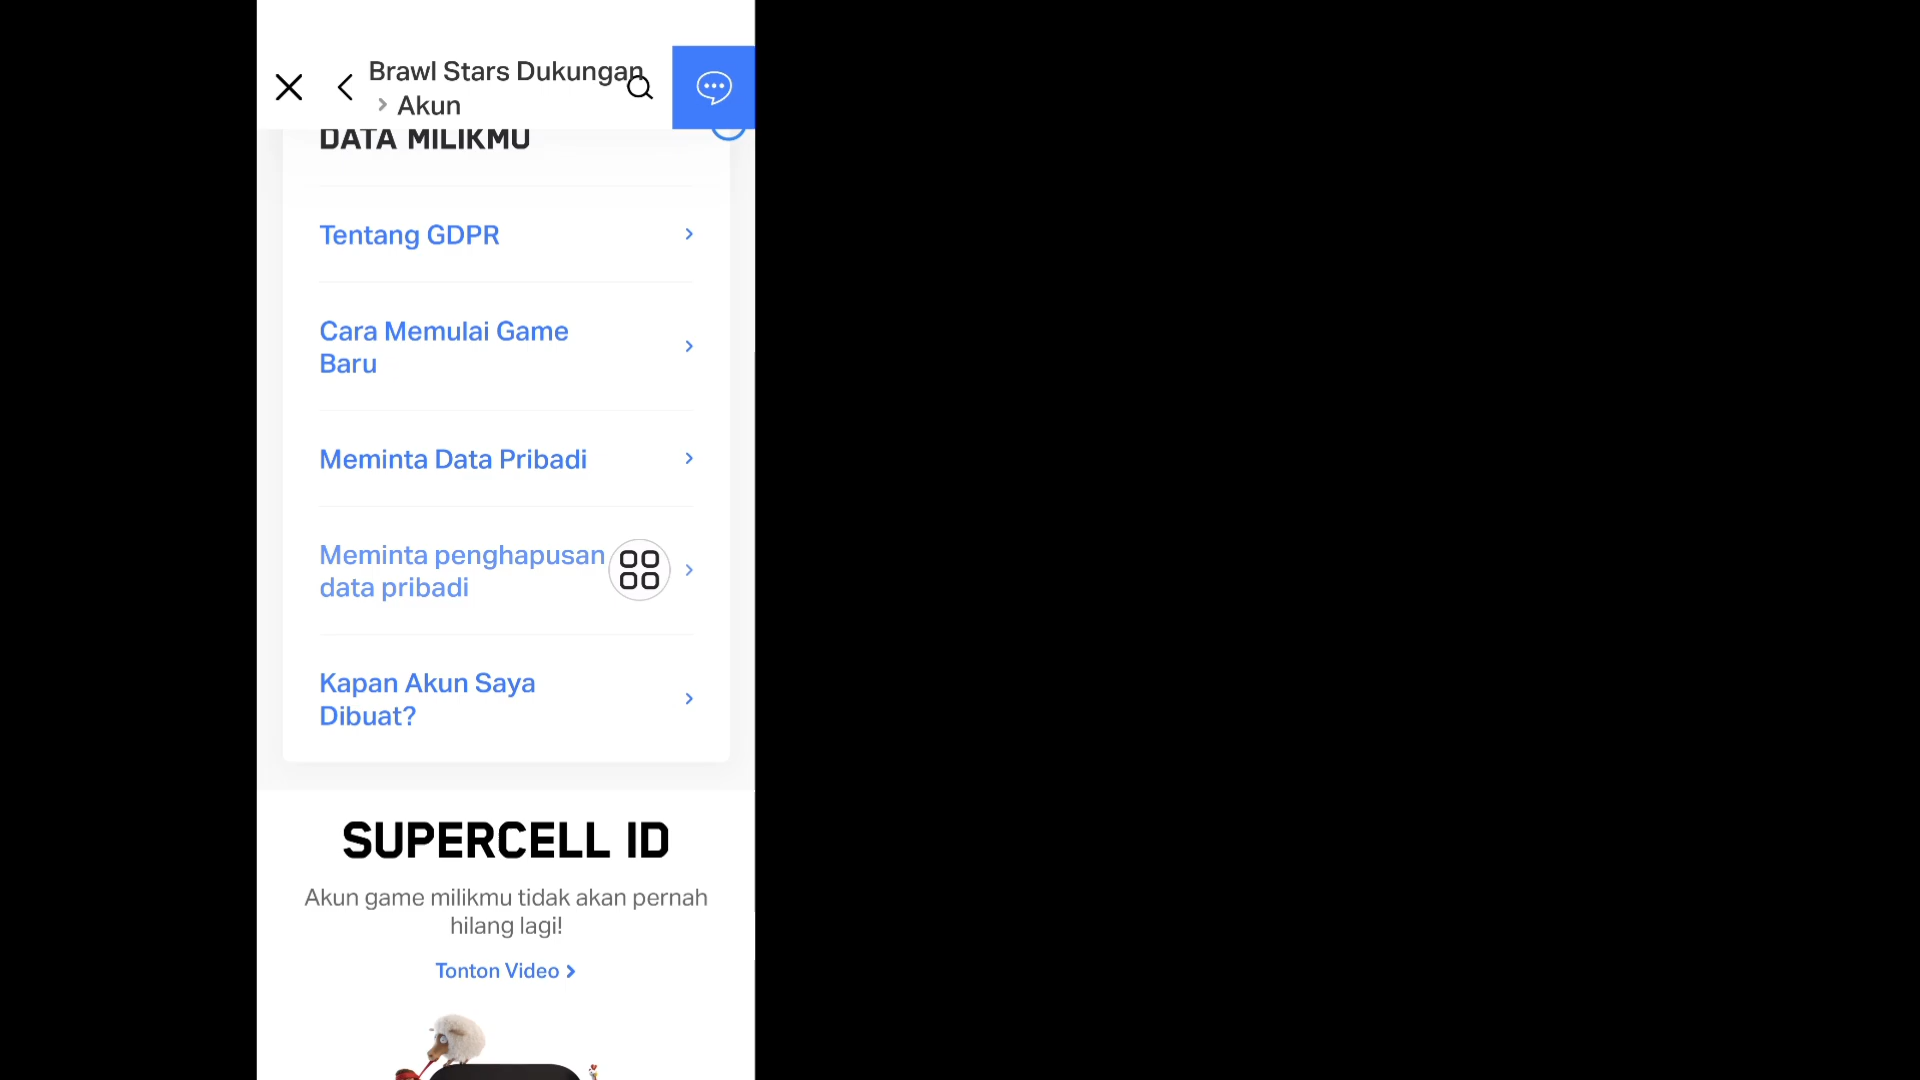 Brawl Stars Dukungan
> Akun
DATA MILIKMU
Tentang GDPR
Cara Memulai Game
Baru
Meminta Data Pribadi
Meminta penghapusan
data pribadi
Kapan Akun Saya
Dibuat?
SUPERCELL ID
Akun game milikmu tidak akan pernah
hilang lagi!
Tonton Video >